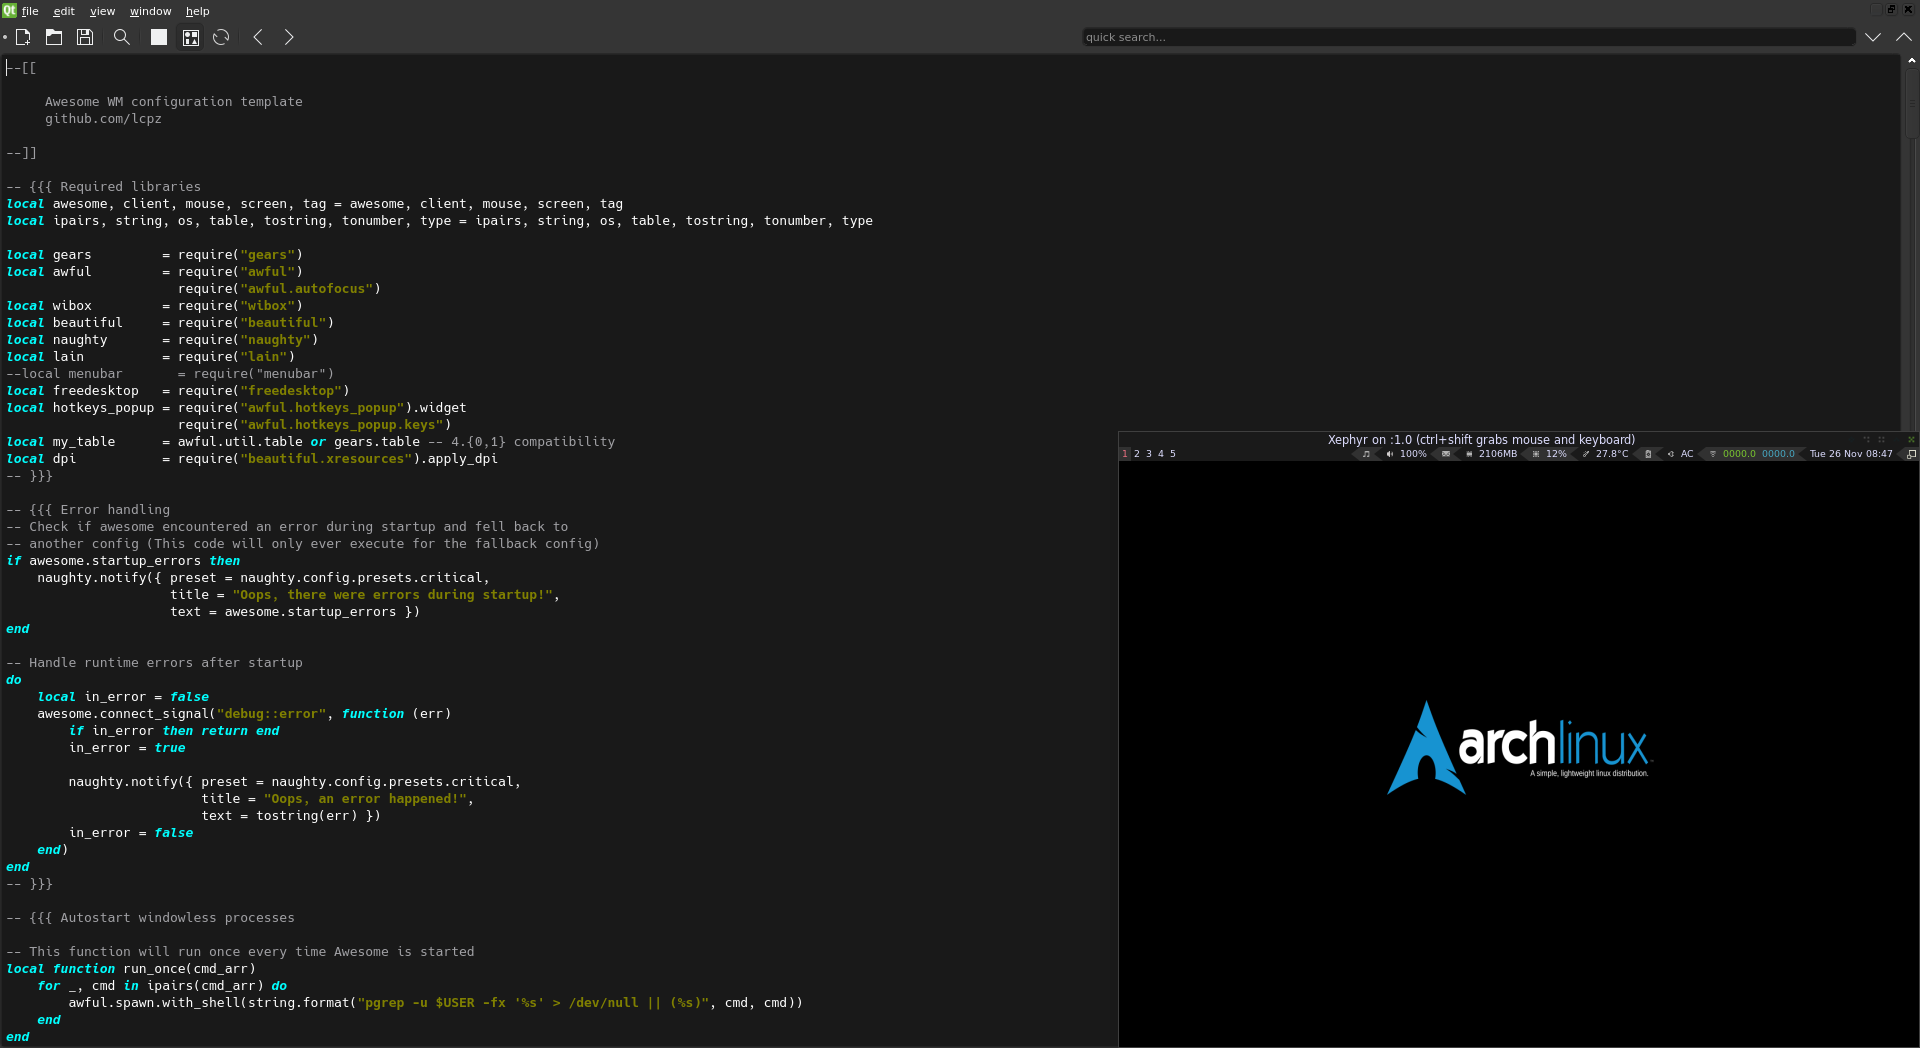 Qt file edit view window help
quick search...
--[[
Awesome WM configuration template
github.com/lcpz
--]]
-- {{{ Required libraries
local awesome, client, mouse, screen, tag = awesome, client, mouse, screen, tag
local ipairs, string, os, table, tostring, tonumber, type = ipairs, string, os, table, tostring, tonumber, type
local gears         = require("gears")
local awful         = require("awful")
                      require("awful.autofocus")
local wibox         = require("wibox")
local beautiful     = require("beautiful")
local naughty       = require("naughty")
local lain          = require("lain")
--local menubar       = require("menubar")
local freedesktop   = require("freedesktop")
local hotkeys_popup = require("awful.hotkeys_popup").widget
                      require("awful.hotkeys_popup.keys")
local my_table      = awful.util.table or gears.table -- 4.{0,1} compatibility
local dpi           = require("beautiful.xresources").apply_dpi
-- }}}
-- {{{ Error handling
-- Check if awesome encountered an error during startup and fell back to
-- another config (This code will only ever execute for the fallback config)
if awesome.startup_errors then
    naughty.notify({ preset = naughty.config.presets.critical,
                     title = "Oops, there were errors during startup!",
                     text = awesome.startup_errors })
end
-- Handle runtime errors after startup
do
    local in_error = false
    awesome.connect_signal("debug::error", function (err)
        if in_error then return end
        in_error = true
        naughty.notify({ preset = naughty.config.presets.critical,
                         title = "Oops, an error happened!",
                         text = tostring(err) })
        in_error = false
    end)
end
-- }}}
-- {{{ Autostart windowless processes
-- This function will run once every time Awesome is started
local function run_once(cmd_arr)
    for _, cmd in ipairs(cmd_arr) do
        awful.spawn.with_shell(string.format("pgrep -u $USER -fx '%s' > /dev/null || (%s)", cmd, cmd))
    end
end
Xephyr on :1.0 (ctrl+shift grabs mouse and keyboard)
1 2 3 4 5 100% 2106MB 12% 27.8°C AC 0000.0 0000.0 Tue 26 Nov 08:47
archlinux
A simple, lightweight linux distribution.